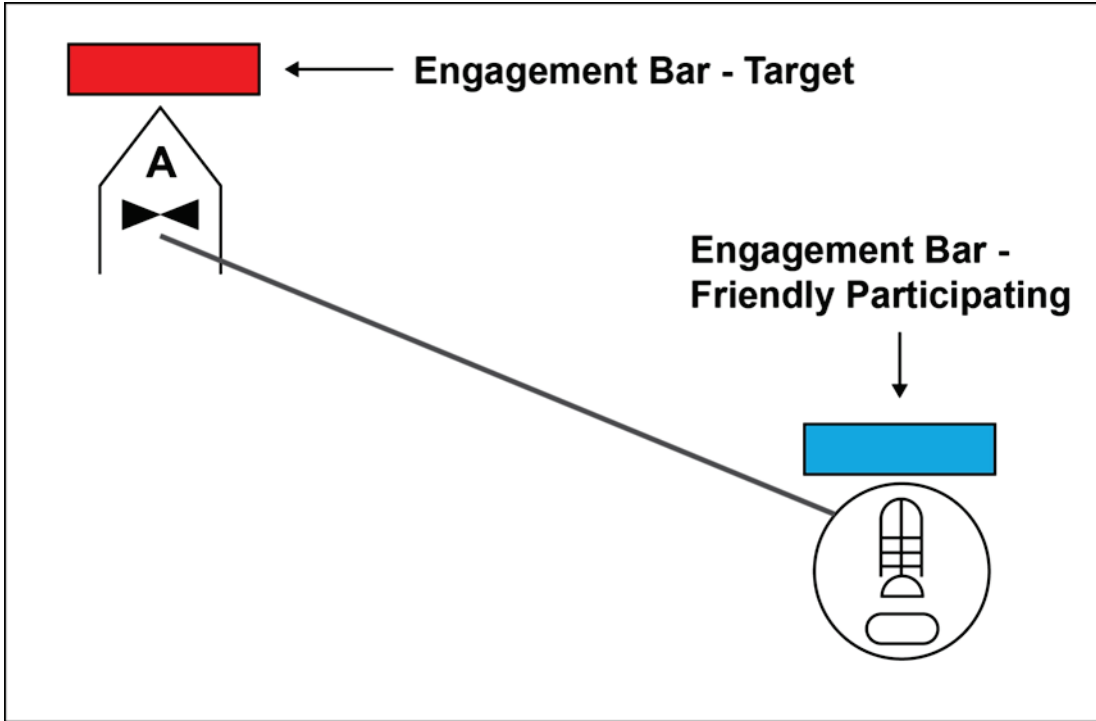 Engagement Bar - Target
A
Engagement Bar -
Friendly Participating